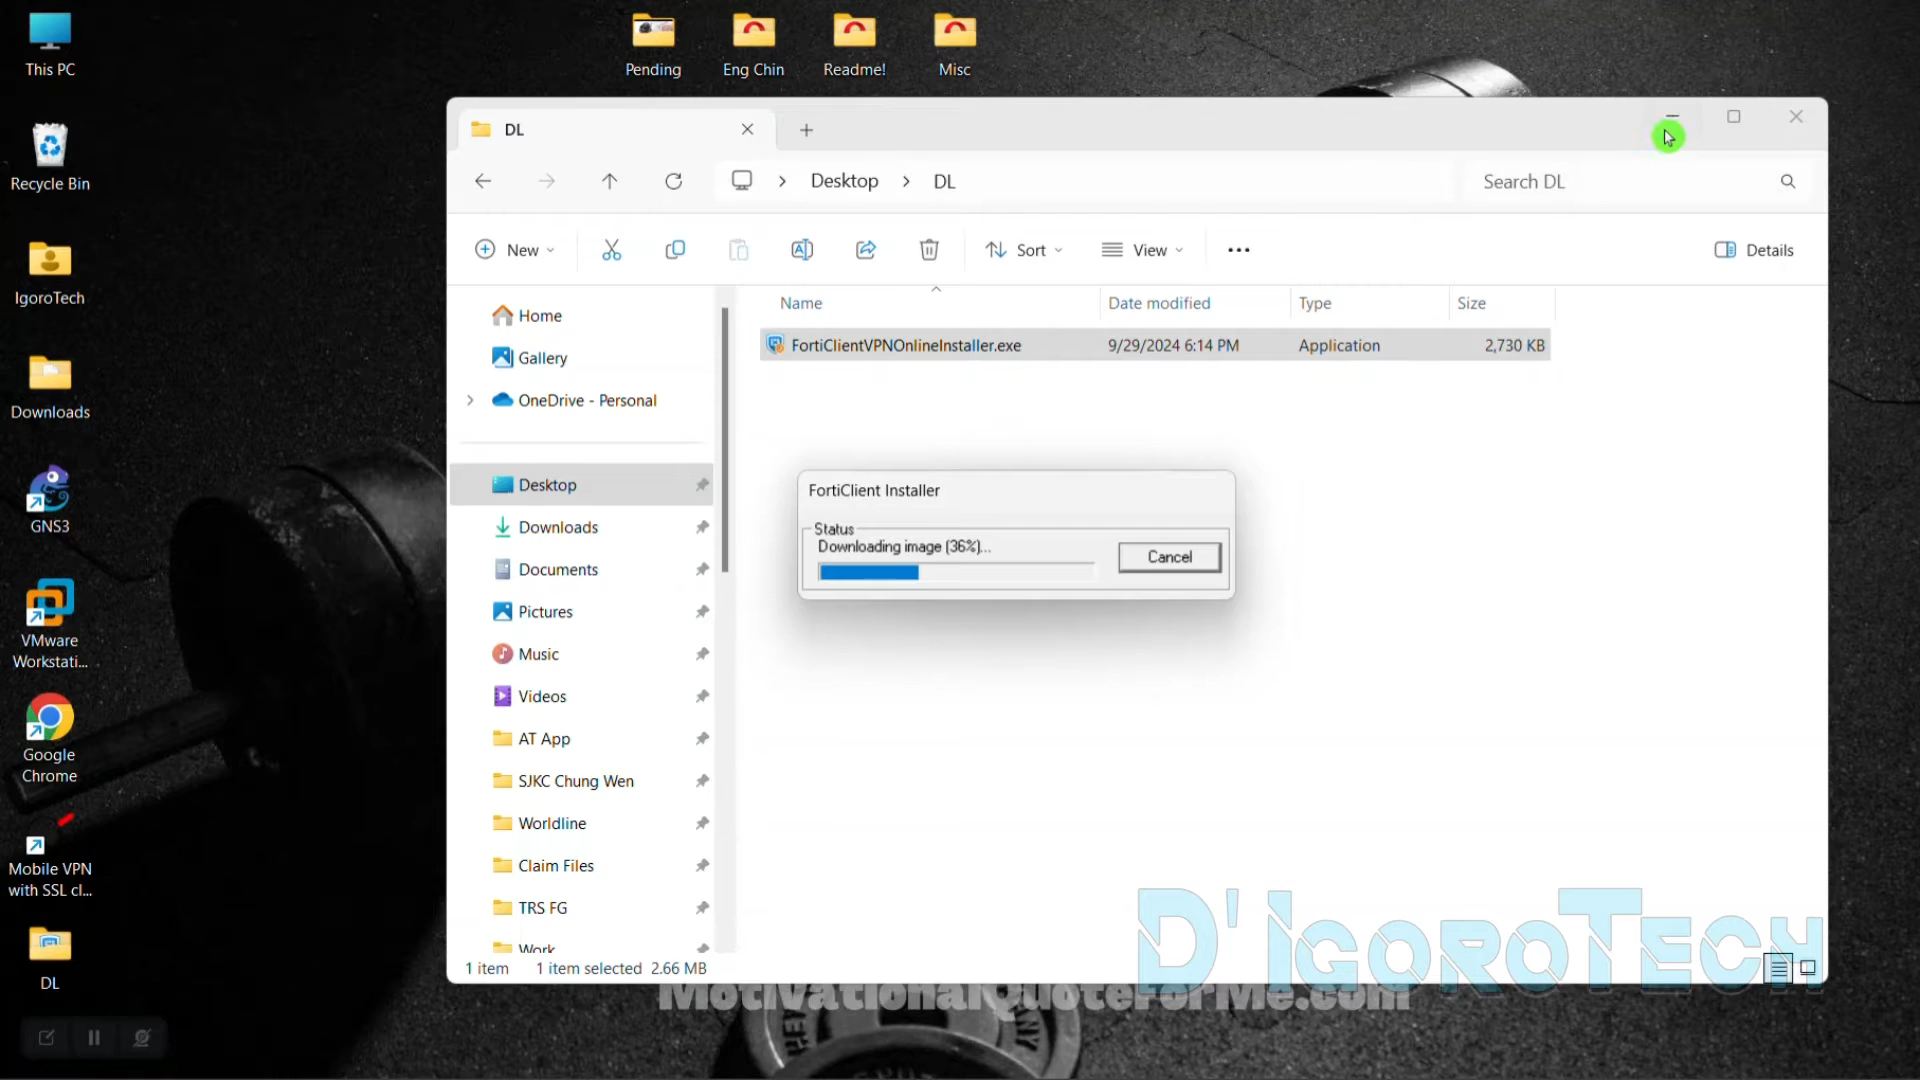 This PC
Recycle Bin
IgoroTech
Downloads
GNS3
VMware
Workstati...
Google
Chrome
Mobile VPN
with SSL cl...
DL
Pending
Eng Chin
Readme!
Misc
DL
Desktop
DL
Search DL
New
Sort
View
Details
Home
Gallery
OneDrive - Personal
Desktop
Downloads
Documents
Pictures
Music
Videos
AT App
SJKC Chung Wen
Worldline
Claim Files
TRS FG
Work
Name Date modified Type Size
FortiClientVPNOnlineInstaller.exe 9/29/2024 6:14 PM Application 2,730 KB
FortiClient Installer
Status
Downloading image (36%)...
Cancel
1 item 1 item selected 2.66 MB
D'IgoroTech
MotivationalQuoteForMe.com